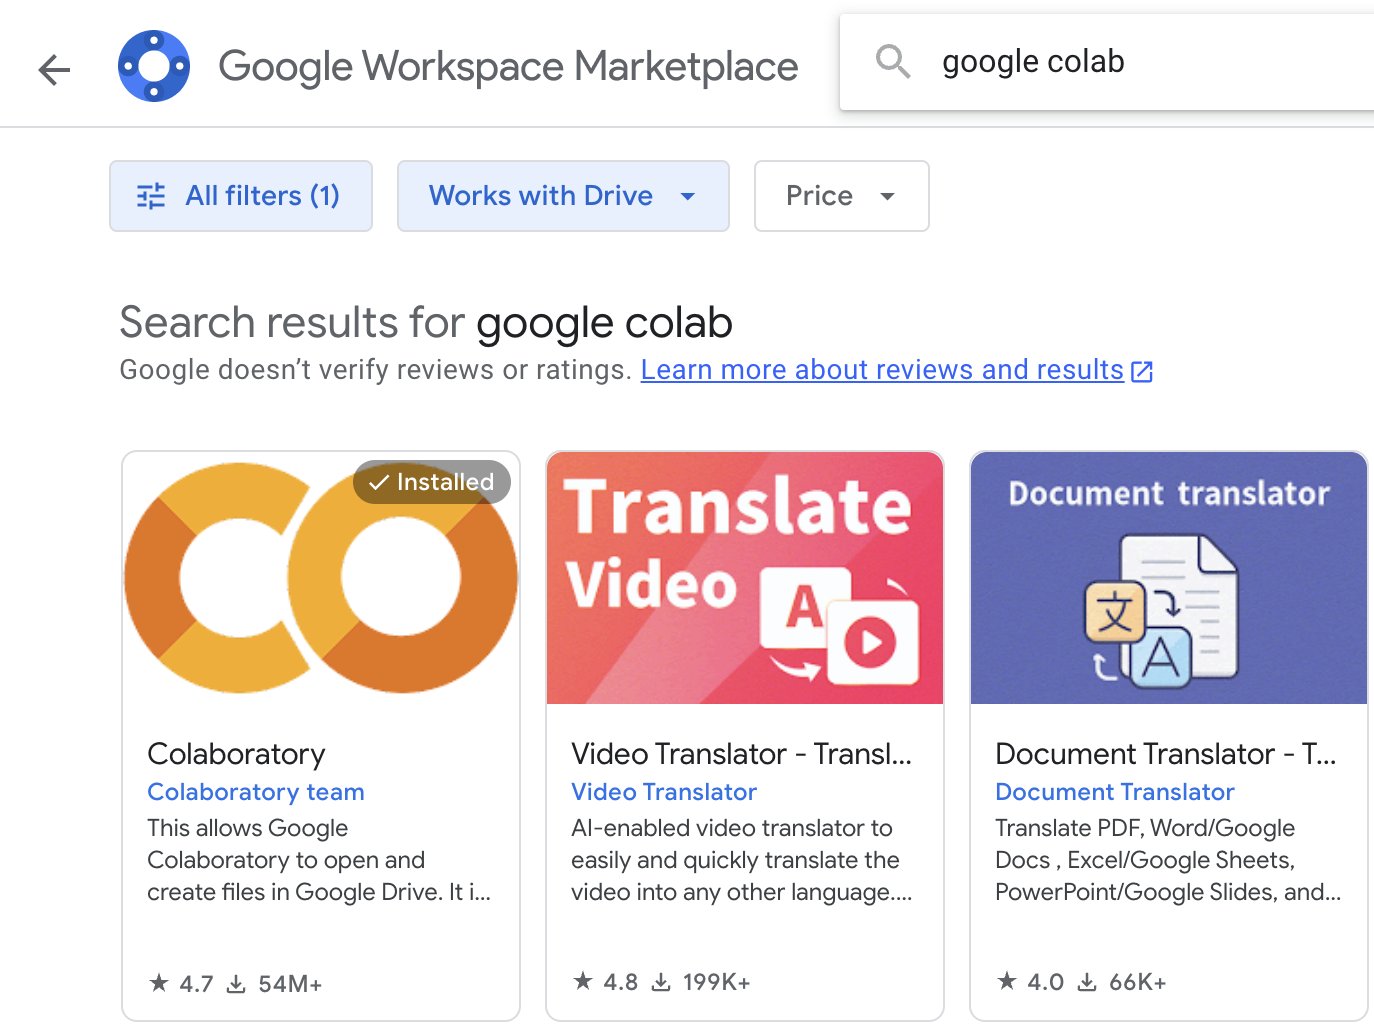 Google Workspace Marketplace
google colab
All filters (1)
Works with Drive
Price
Search results for google colab
Google doesn’t verify reviews or ratings. Learn more about reviews and results
Installed
Colaboratory
Colaboratory team
This allows Google
Colaboratory to open and
create files in Google Drive. It i...
4.7 54M+
Translate
Video
A
Video Translator - Transl...
Video Translator
AI-enabled video translator to
easily and quickly translate the
video into any other language....
4.8 199K+
Document translator
文
A
Document Translator - T...
Document Translator
Translate PDF, Word/Google
Docs , Excel/Google Sheets,
PowerPoint/Google Slides, and...
4.0 66K+